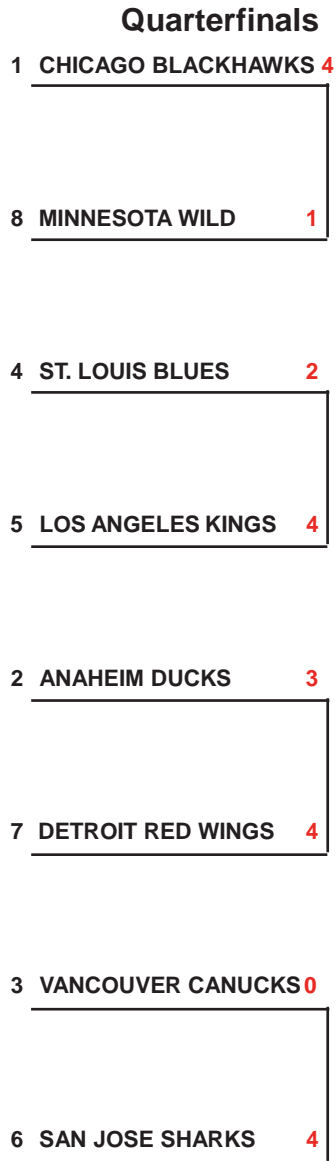 Quarterfinals
1 CHICAGO BLACKHAWKS 4
8 MINNESOTA WILD 1
4 ST. LOUIS BLUES 2
5 LOS ANGELES KINGS 4
2 ANAHEIM DUCKS 3
7 DETROIT RED WINGS 4
3 VANCOUVER CANUCKS 0
6 SAN JOSE SHARKS 4